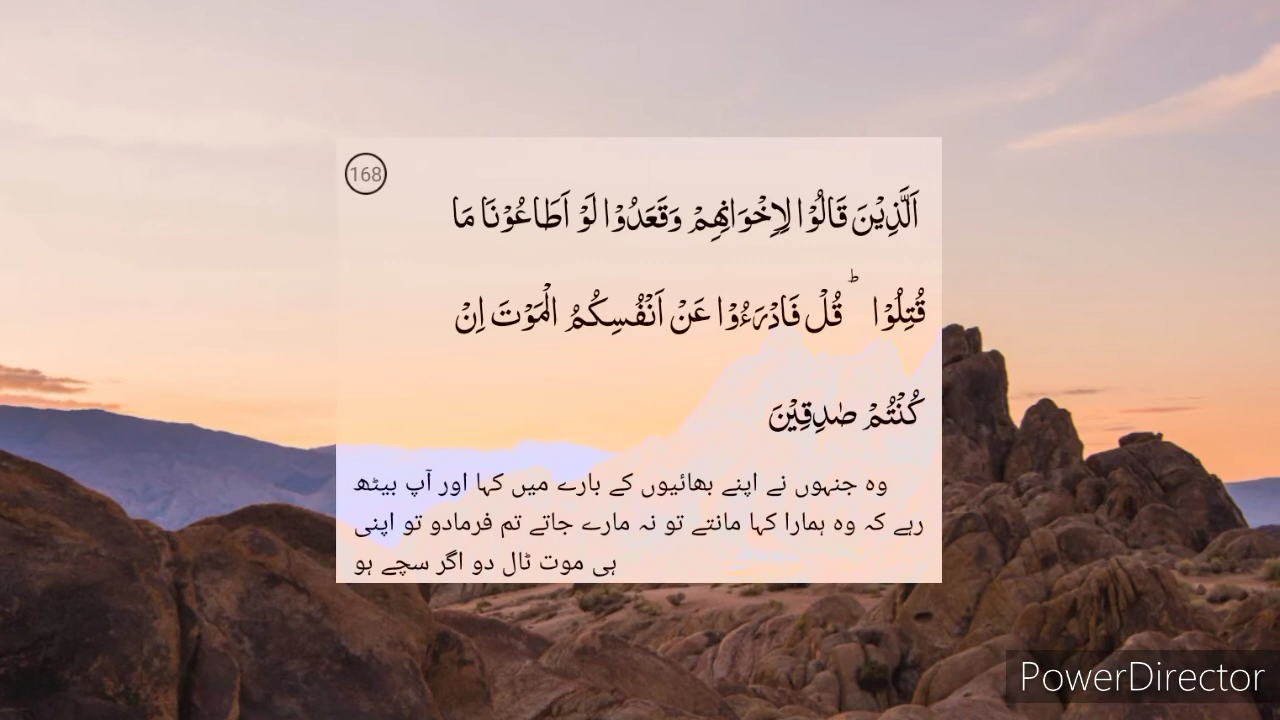 168
اَلَّذِیْنَ قَالُوْا لِاِخْوَانِهِمْ وَقَعَدُوْا لَوْ اَطَاعُوْنَا مَا
قُتِلُوْا ؕ قُلْ فَادْرَءُوْا عَنْ اَنْفُسِكُمُ الْمَوْتَ اِنْ
كُنْتُمْ صٰدِقِیْنَ
وہ جنہوں نے اپنے بھائیوں کے بارے میں کہا اور آپ بیٹھ
رہے کہ وہ ہمارا کہا مانتے تو نہ مارے جاتے تم فرمادو تو اپنی
ہی موت ٹال دو اگر سچے ہو
PowerDirector